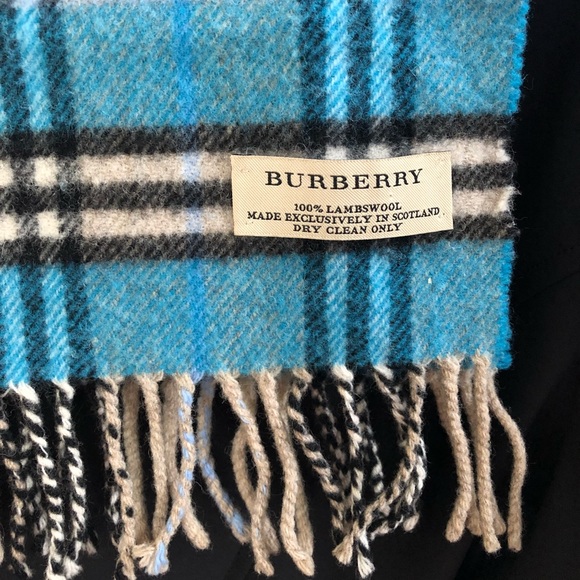 BURBERRY
100% LAMBSWOOL
MADE EXCLUSIVELY IN SCOTLAND
DRY CLEAN ONLY